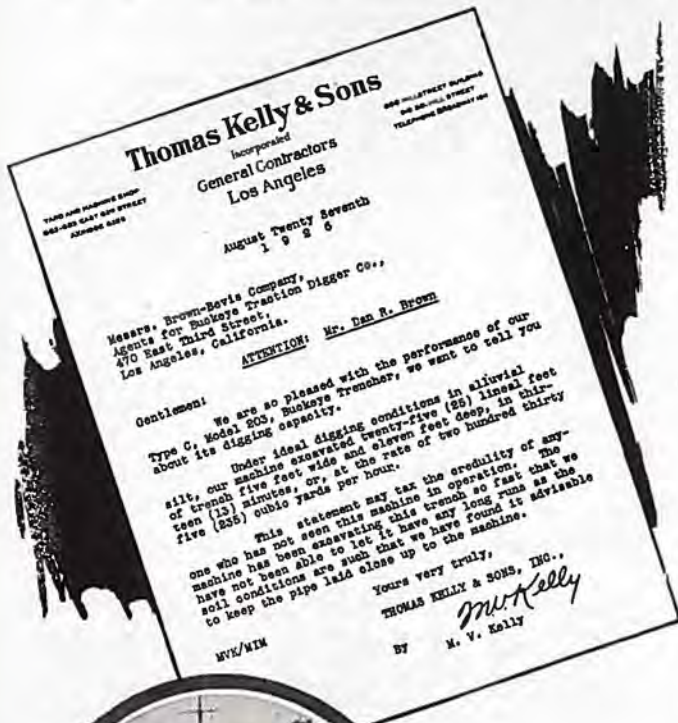 Thomas Kelly & Sons
Incorporated
General Contractors
Los Angeles
YARD AND MACHINE SHOP
STREET
TELEPHONE BROADWAY
August Twenty Seventh
1 9 2 6
Messrs. Brown-Bevis Company,
Agents for Buckeye Traction Digger Co.,
470 East Third Street,
Los Angeles, California.
ATTENTION: Mr. Dan R. Brown
Gentlemen:
We are so pleased with the performance of our
Type C, Model 203, Buckeye Trencher, we want to tell you
about its digging capacity.
Under ideal digging conditions in alluvial
silt, our machine excavated twenty-five (25) lineal feet
of trench five feet wide and eleven feet deep, in thir-
teen (13) minutes, or, at the rate of two hundred thirty
five (235) cubic yards per hour.
This statement may tax the credulity of any-
one who has not seen this machine in operation. The
machine has been excavating this trench so fast that we
have not been able to let it have any long runs as the
soil conditions are such that we have found it advisable
to keep the pipe laid close up to the machine.
Yours very truly,
THOMAS KELLY & SONS, INC.,
MVKelly
By M. V. Kelly
MVK/MIM